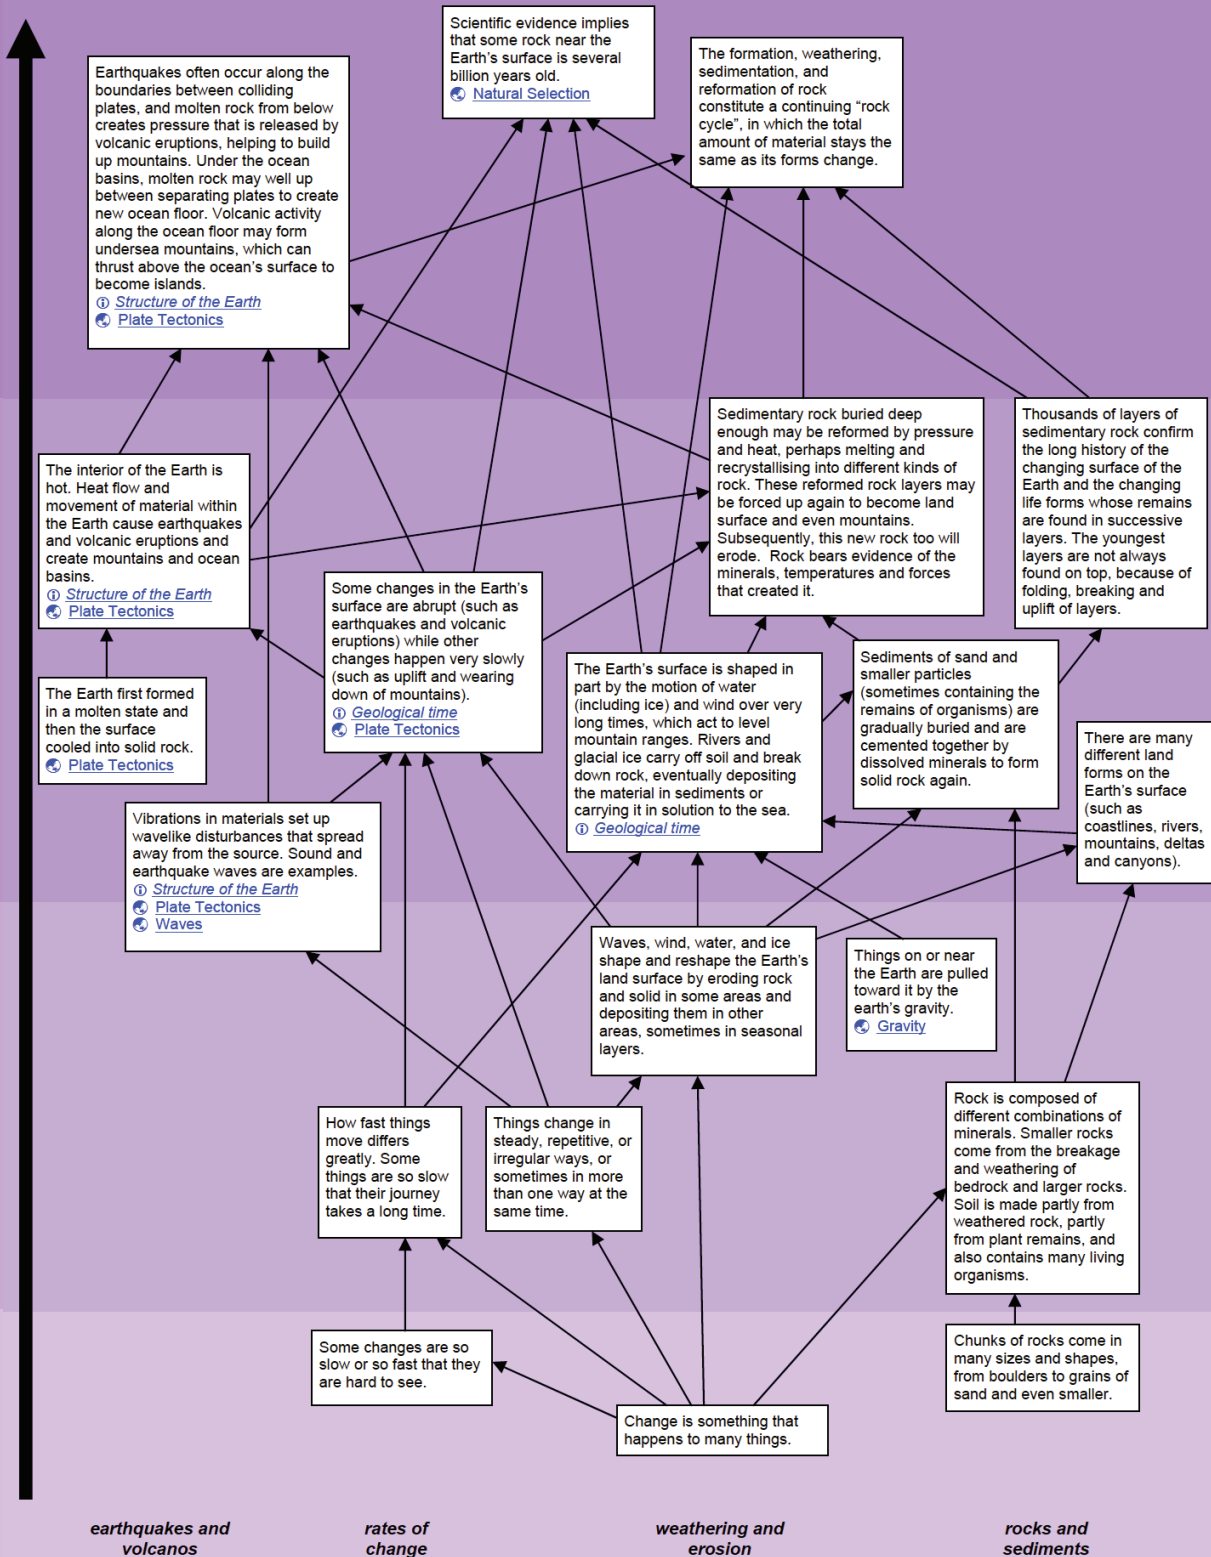 Scientific evidence implies
that some rock near the
Earth's surface is several
billion years old.
Natural Selection
The formation, weathering,
sedimentation, and
reformation of rock
constitute a continuing “rock
cycle”, in which the total
amount of material stays the
same as its forms change.
Earthquakes often occur along the
boundaries between colliding
plates, and molten rock from below
creates pressure that is released by
volcanic eruptions, helping to build
up mountains. Under the ocean
basins, molten rock may well up
between separating plates to create
new ocean floor. Volcanic activity
along the ocean floor may form
undersea mountains, which can
thrust above the ocean's surface to
become islands.
Structure of the Earth
Plate Tectonics
Sedimentary rock buried deep
enough may be reformed by pressure
and heat, perhaps melting and
recrystallising into different kinds of
rock. These reformed rock layers may
be forced up again to become land
surface and even mountains.
Subsequently, this new rock too will
erode. Rock bears evidence of the
minerals, temperatures and forces
that created it.
Thousands of layers of
sedimentary rock confirm
the long history of the
changing surface of the
Earth and the changing
life forms whose remains
are found in successive
layers. The youngest
layers are not always
found on top, because of
folding, breaking and
uplift of layers.
The interior of the Earth is
hot. Heat flow and
movement of material within
the Earth cause earthquakes
and volcanic eruptions and
create mountains and ocean
basins.
Structure of the Earth
Plate Tectonics
Some changes in the Earth's
surface are abrupt (such as
earthquakes and volcanic
eruptions) while other
changes happen very slowly
(such as uplift and wearing
down of mountains).
Geological time
Plate Tectonics
The Earth's surface is shaped in
part by the motion of water
(including ice) and wind over very
long times, which act to level
mountain ranges. Rivers and
glacial ice carry off soil and break
down rock, eventually depositing
the material in sediments or
carrying it in solution to the sea.
Geological time
Sediments of sand and
smaller particles
(sometimes containing the
remains of organisms) are
gradually buried and are
cemented together by
dissolved minerals to form
solid rock again.
The Earth first formed
in a molten state and
then the surface
cooled into solid rock.
Plate Tectonics
There are many
different land
forms on the
Earth's surface
(such as
coastlines, rivers,
mountains, deltas
and canyons).
Vibrations in materials set up
wavelike disturbances that spread
away from the source. Sound and
earthquake waves are examples.
Structure of the Earth
Plate Tectonics
Waves
Waves, wind, water, and ice
shape and reshape the Earth's
land surface by eroding rock
and solid in some areas and
depositing them in other
areas, sometimes in seasonal
layers.
Things on or near
the Earth are pulled
toward it by the
earth's gravity.
Gravity
How fast things
move differs
greatly. Some
things are so slow
that their journey
takes a long time.
Things change in
steady, repetitive, or
irregular ways, or
sometimes in more
than one way at the
same time.
Rock is composed of
different combinations of
minerals. Smaller rocks
come from the breakage
and weathering of
bedrock and larger rocks.
Soil is made partly from
weathered rock, partly
from plant remains, and
also contains many living
organisms.
Some changes are so
slow or so fast that they
are hard to see.
Chunks of rocks come in
many sizes and shapes,
from boulders to grains of
sand and even smaller.
Change is something that
happens to many things.
earthquakes and
volcanos
rates of
change
weathering and
erosion
rocks and
sediments